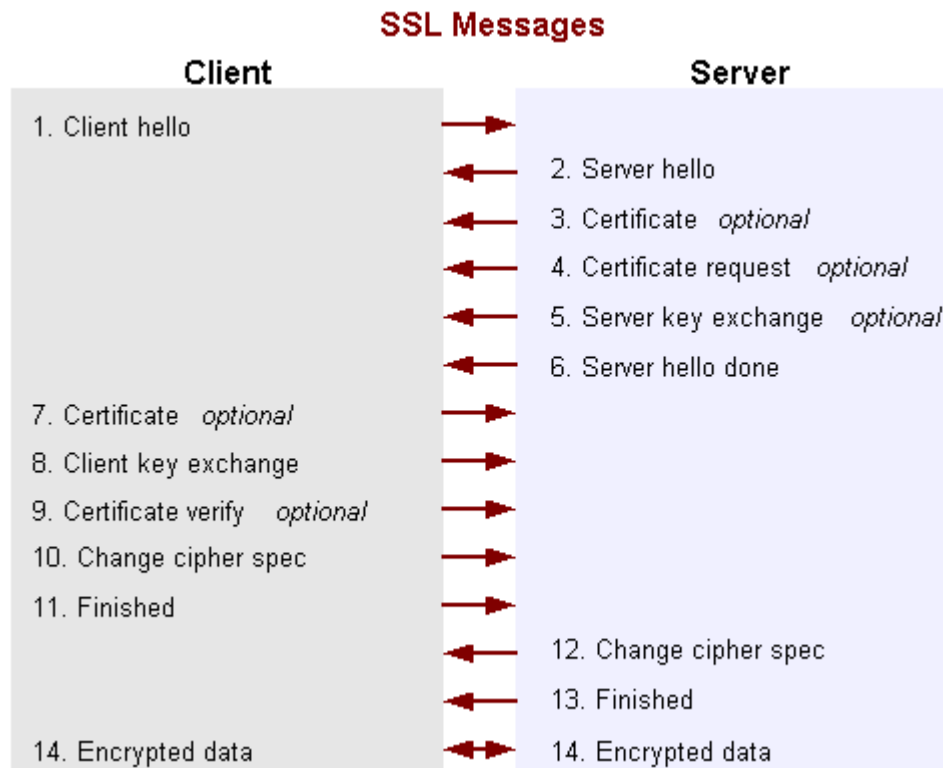 SSL Messages
Client Server
1. Client hello
2. Server hello
3. Certificate optional
4. Certificate request optional
5. Server key exchange optional
6. Server hello done
7. Certificate optional
8. Client key exchange
9. Certificate verify optional
10. Change cipher spec
11. Finished
12. Change cipher spec
13. Finished
14. Encrypted data 14. Encrypted data